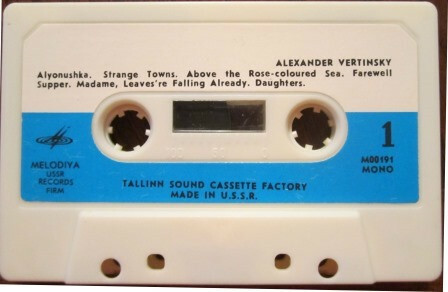 ALEXANDER VERTINSKY
Alyonushka. Strange Towns. Above the Rose-coloured Sea. Farewell
Supper. Madame, Leaves're Falling Already. Daughters.
1
MELODIYA
USSR
RECORDS
FIRM
M00191
MONO
TALLINN SOUND CASSETTE FACTORY
MADE IN U.S.S.R.